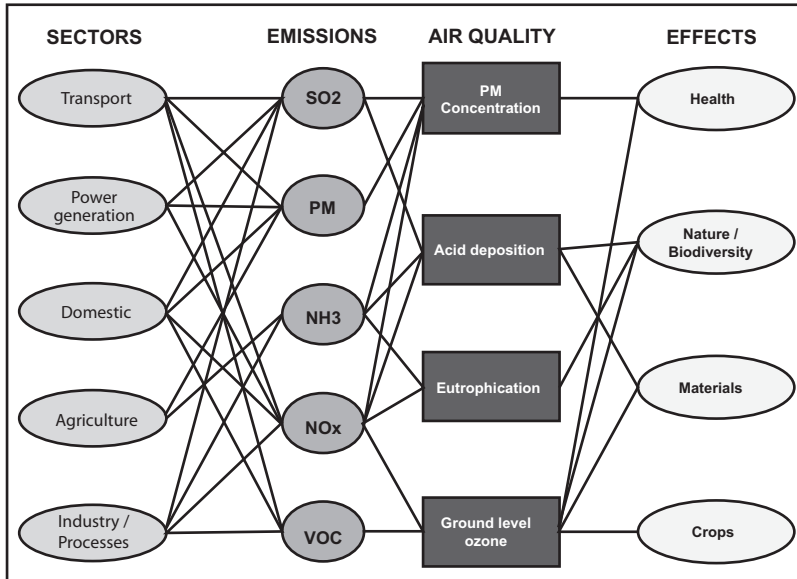 SECTORS
EMISSIONS
AIR QUALITY
EFFECTS
Transport
Power
generation
Domestic
Agriculture
Industry /
Processes
SO2
PM
NH3
NOx
VOC
PM
Concentration
Acid deposition
Eutrophication
Ground level
ozone
Health
Nature /
Biodiversity
Materials
Crops